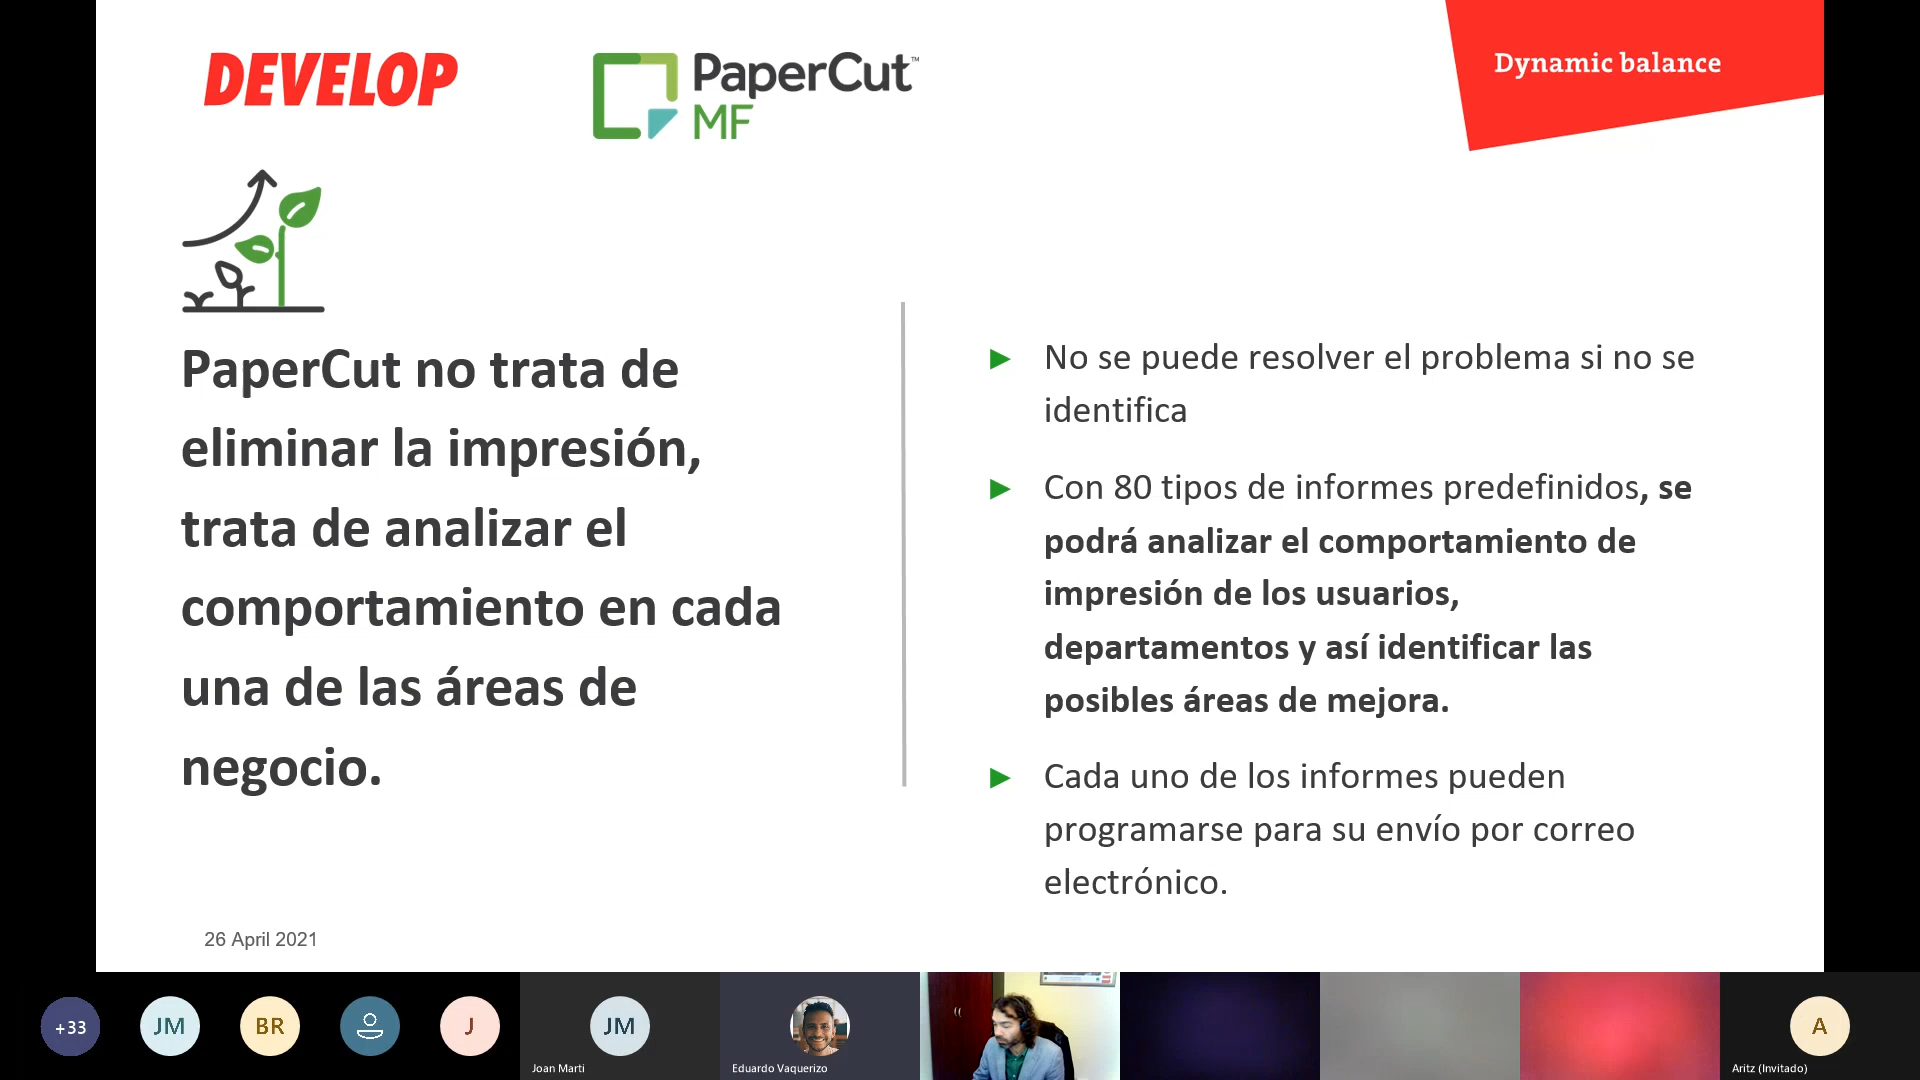 DEVELOP
PaperCut™
MF
Dynamic balance
PaperCut no trata de
eliminar la impresión,
trata de analizar el
comportamiento en cada
una de las áreas de
negocio.
► No se puede resolver el problema si no se
identifica
► Con 80 tipos de informes predefinidos, se
podrá analizar el comportamiento de
impresión de los usuarios,
departamentos y así identificar las
posibles áreas de mejora.
► Cada uno de los informes pueden
programarse para su envío por correo
electrónico.
26 April 2021
+33
JM
BR
J
JM
Joan Marti
Eduardo Vaquerizo
A
Aritz (Invitado)